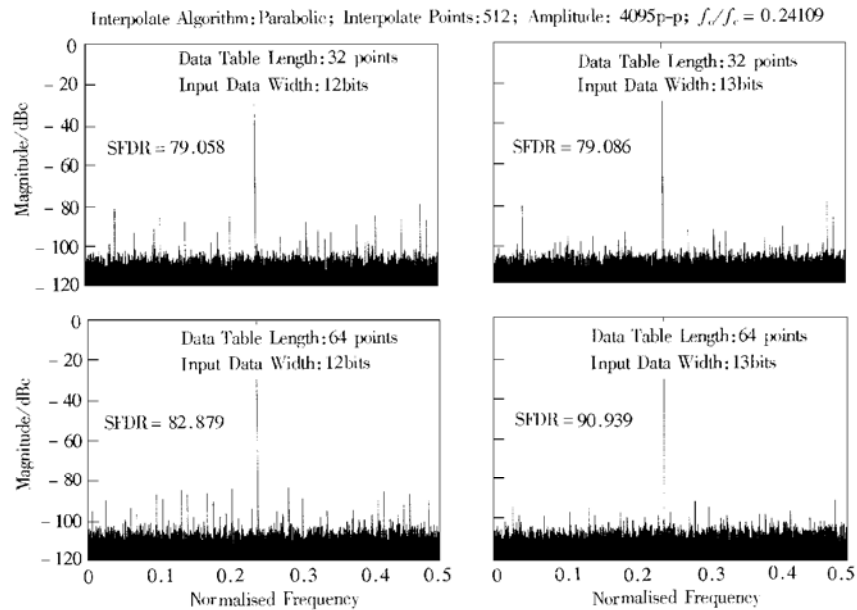 Interpolate Algorithm: Parabolic; Interpolate Points: 512; Amplitude: 4095p-p; fₒ/f_c = 0.24109
0
Data Table Length: 32 points
Input Data Width: 12bits
- 20
- 40
SFDR = 79.058
- 60
- 80
- 100
- 120
Magnitude/dBc
Data Table Length: 32 points
Input Data Width: 13bits
SFDR = 79.086
0
Data Table Length: 64 points
Input Data Width: 12bits
- 20
- 40
SFDR = 82.879
- 60
- 80
- 100
- 120
Magnitude/dBc
0 0.1 0.2 0.3 0.4 0.5
Normalised Frequency
Data Table Length: 64 points
Input Data Width: 13bits
SFDR = 90.939
0 0.1 0.2 0.3 0.4 0.5
Normalised Frequency